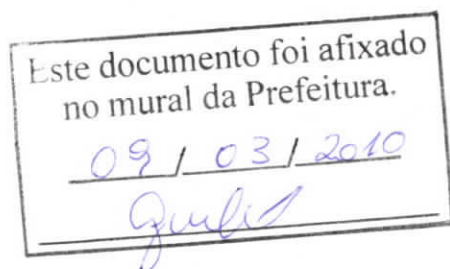 Este documento foi afixado
no mural da Prefeitura.
09 / 03 / 2010